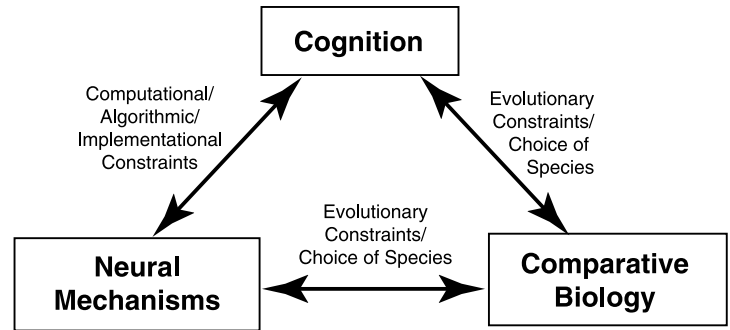 Cognition
Computational/
Algorithmic/
Implementational
Constraints
Evolutionary
Constraints/
Choice of
Species
Evolutionary
Constraints/
Choice of Species
Neural
Mechanisms
Comparative
Biology